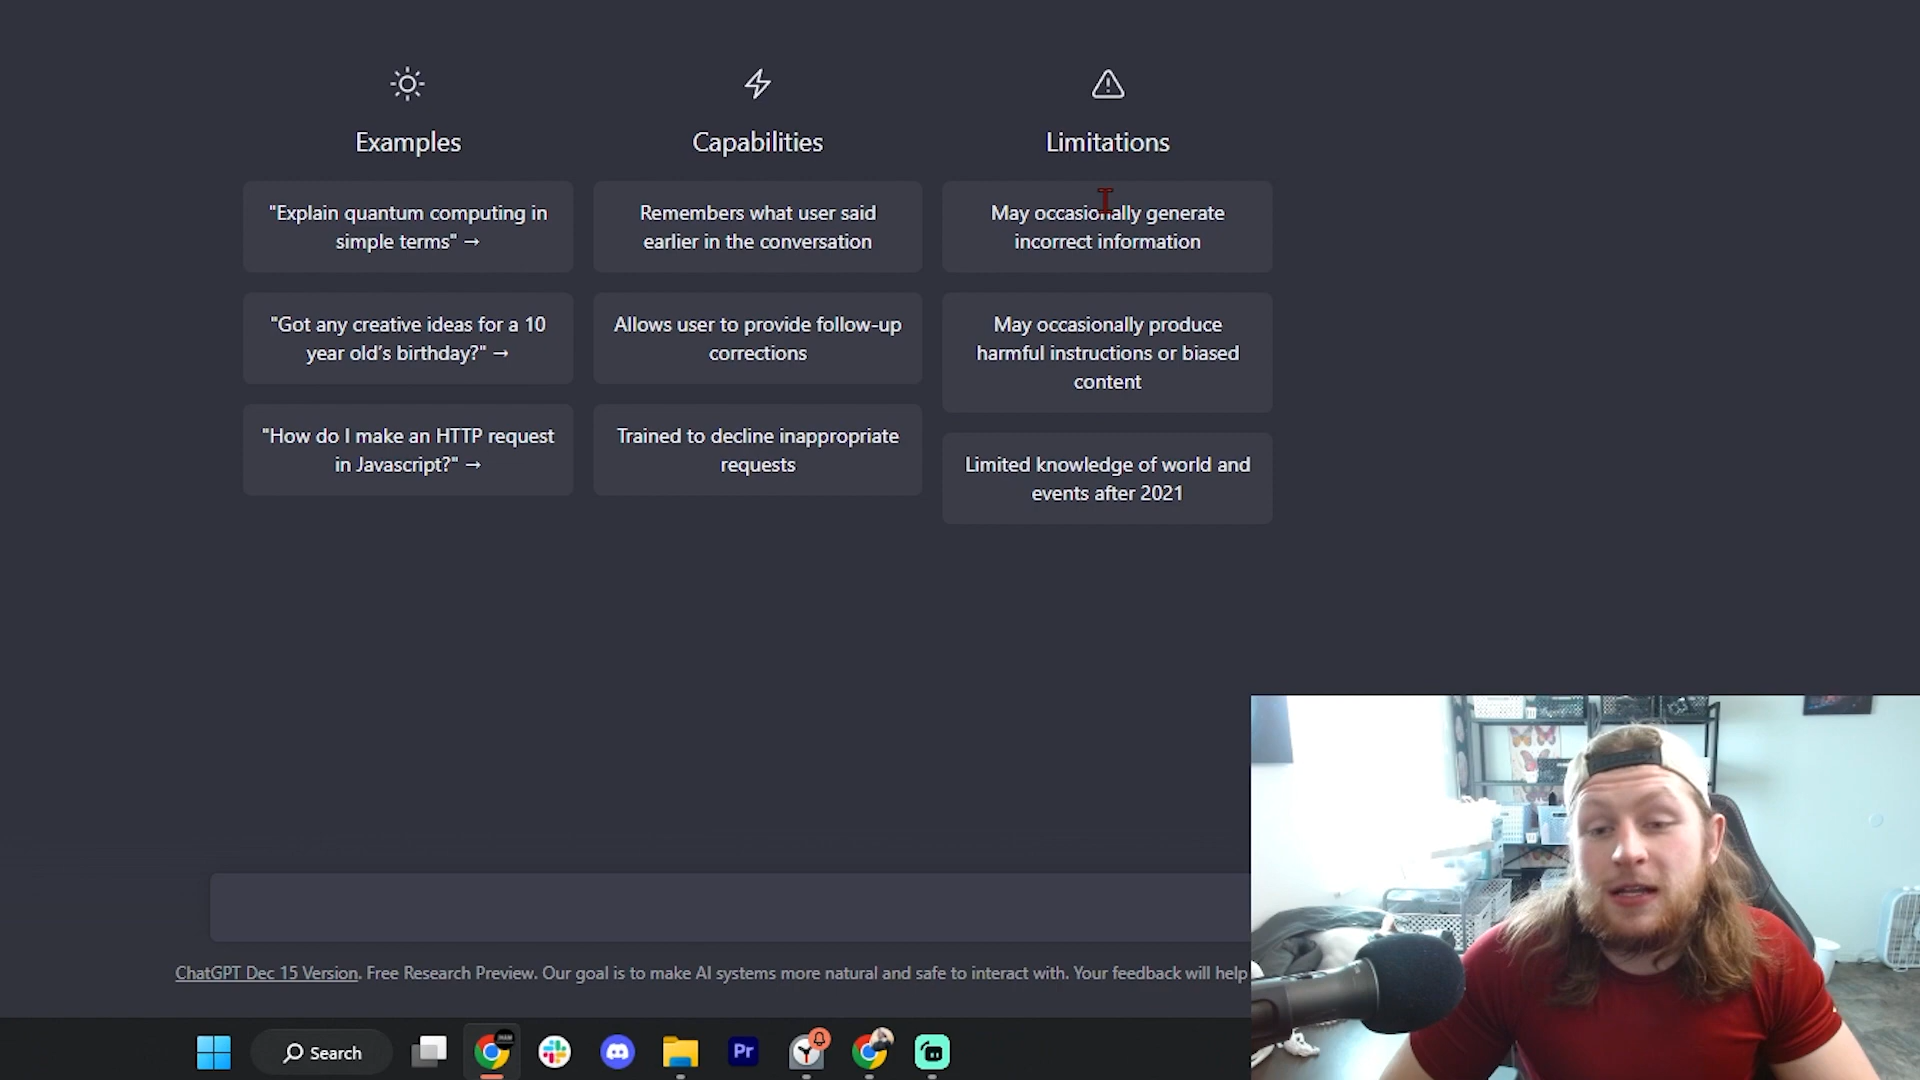 Examples
Capabilities
Limitations
"Explain quantum computing in
simple terms" →
Remembers what user said
earlier in the conversation
May occasionally generate
incorrect information
"Got any creative ideas for a 10
year old's birthday?" →
Allows user to provide follow-up
corrections
May occasionally produce
harmful instructions or biased
content
"How do I make an HTTP request
in Javascript?" →
Trained to decline inappropriate
requests
Limited knowledge of world and
events after 2021
ChatGPT Dec 15 Version. Free Research Preview. Our goal is to make AI systems more natural and safe to interact with. Your feedback will help
Search
Pr